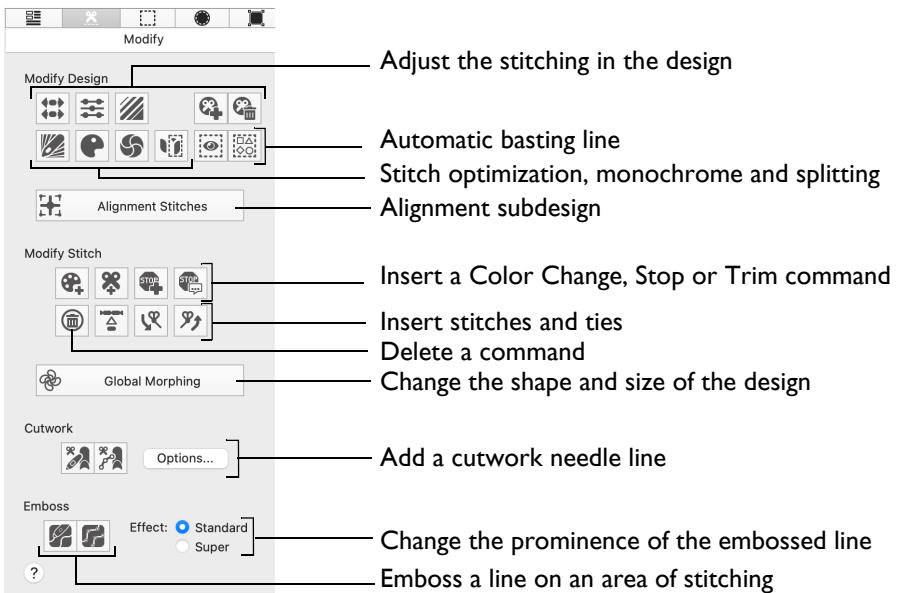 Modify
Adjust the stitching in the design
Modify Design
Automatic basting line
Stitch optimization, monochrome and splitting
Alignment Stitches
Alignment subdesign
Modify Stitch
Insert a Color Change, Stop or Trim command
STOP
STOP
Insert stitches and ties
Delete a command
Global Morphing
Change the shape and size of the design
Cutwork
Options...
Add a cutwork needle line
Emboss
Effect: Standard
Super
Change the prominence of the embossed line
?
Emboss a line on an area of stitching